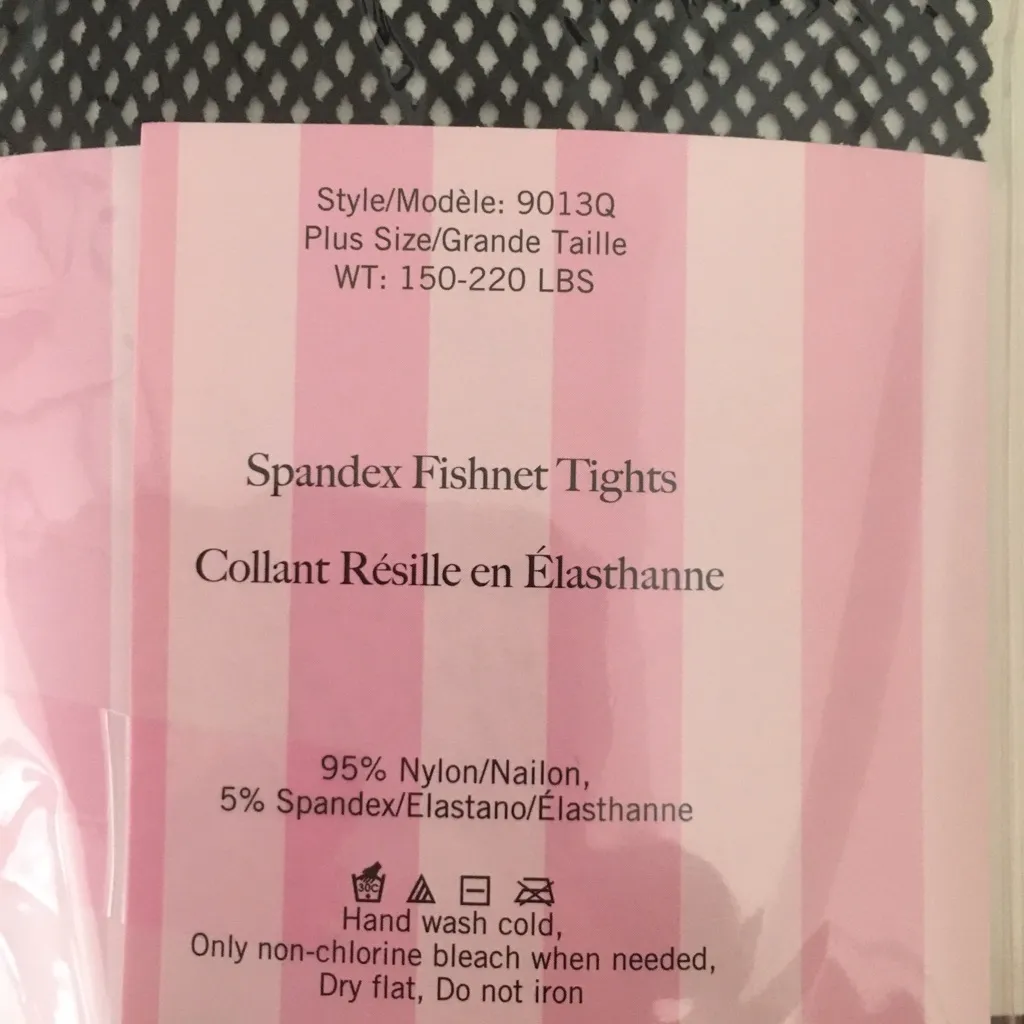 Style/Modèle: 9013Q
Plus Size/Grande Taille
WT: 150-220 LBS
Spandex Fishnet Tights
Collant Résille en Élasthanne
95% Nylon/Nailon,
5% Spandex/Elastano/Élasthanne
30C
Hand wash cold,
Only non-chlorine bleach when needed,
Dry flat, Do not iron